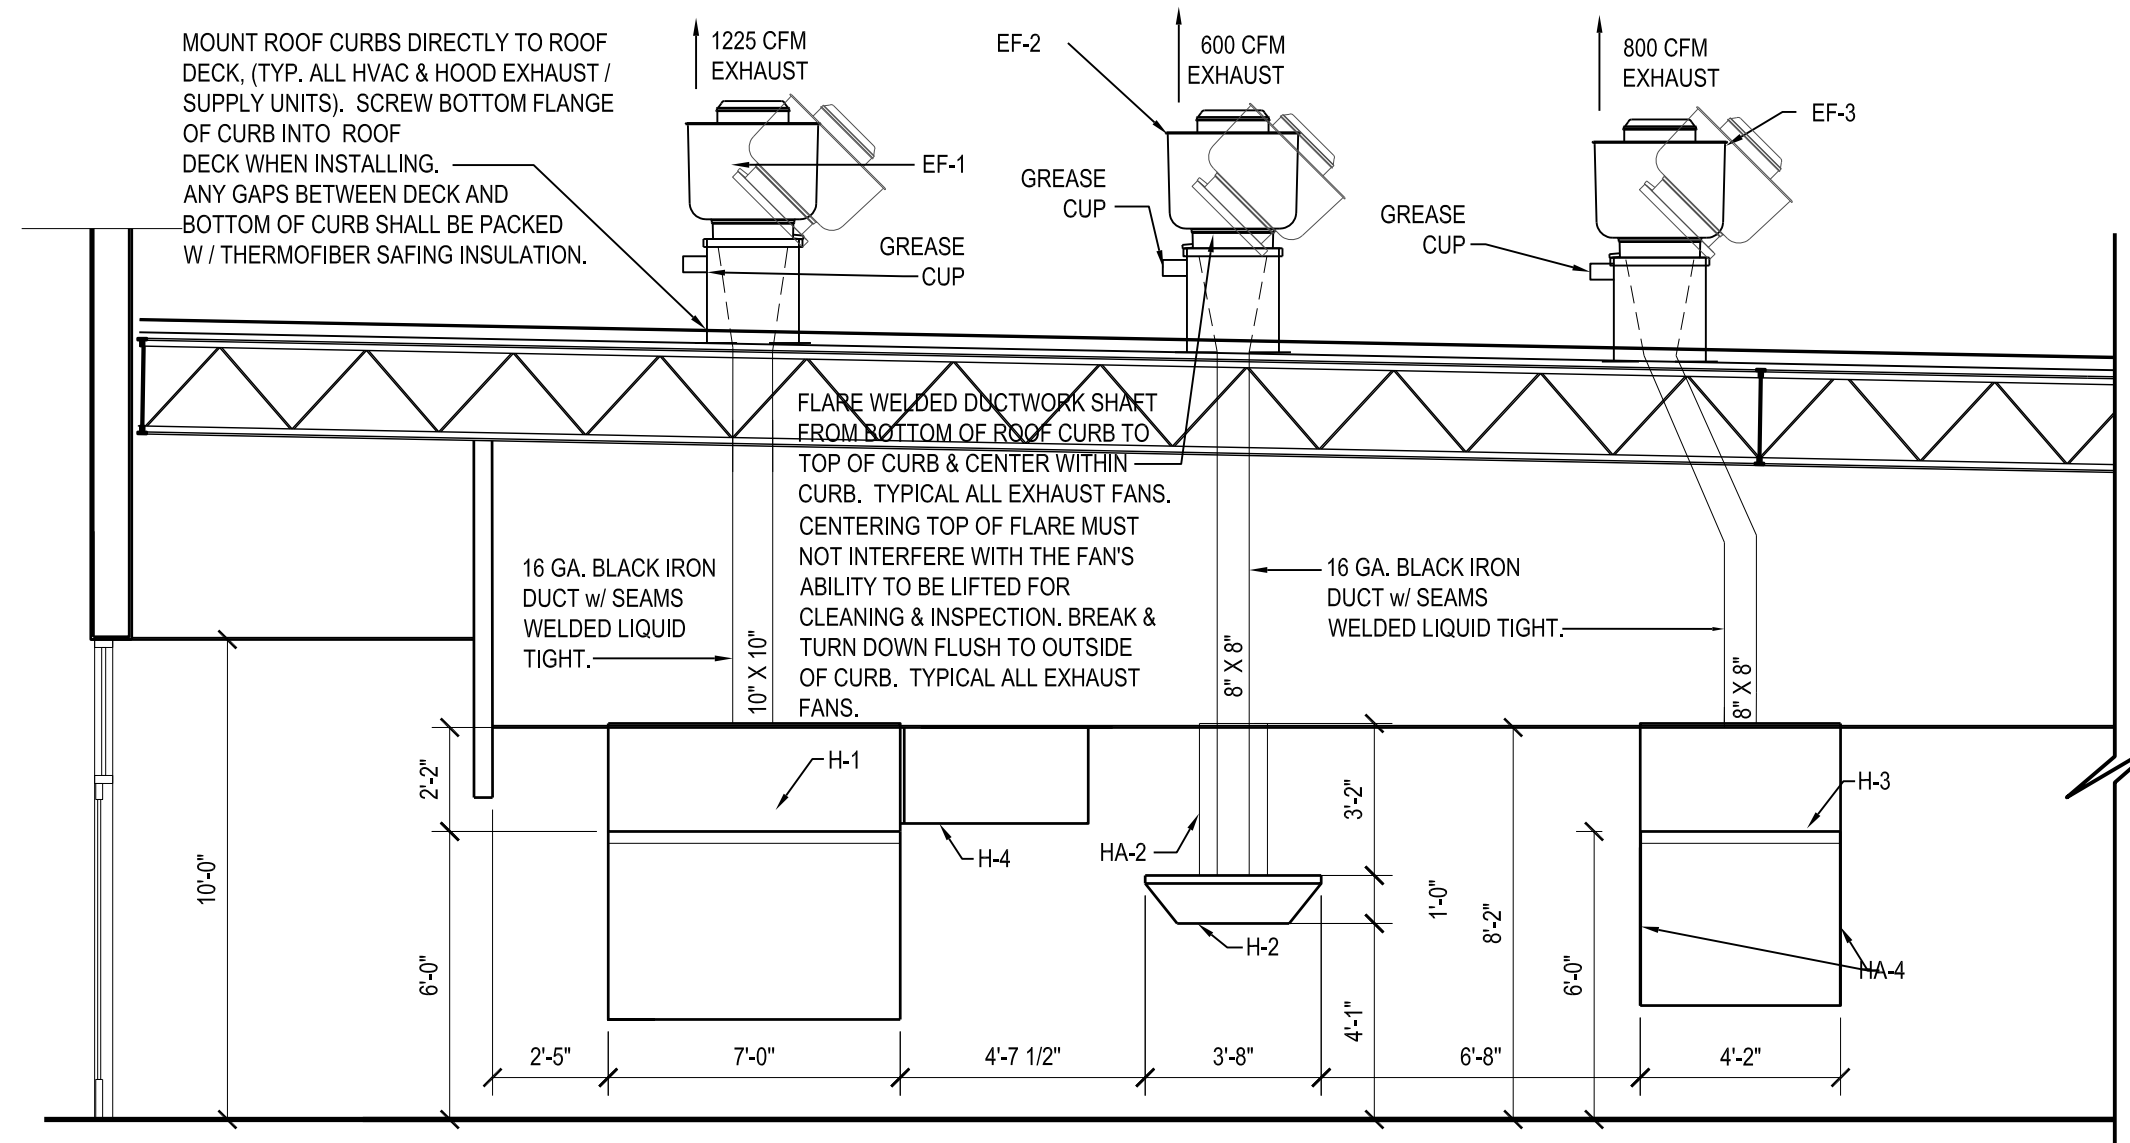 MOUNT ROOF CURBS DIRECTLY TO ROOF
DECK, (TYP. ALL HVAC & HOOD EXHAUST /
SUPPLY UNITS).  SCREW BOTTOM FLANGE
OF CURB INTO  ROOF
DECK WHEN INSTALLING.
ANY GAPS BETWEEN DECK AND
BOTTOM OF CURB SHALL BE PACKED
W / THERMOFIBER SAFING INSULATION.
1225 CFM
EXHAUST
EF-1
GREASE
CUP
EF-2
600 CFM
EXHAUST
GREASE
CUP
800 CFM
EXHAUST
EF-3
GREASE
CUP
FLARE WELDED DUCTWORK SHAFT
FROM BOTTOM OF ROOF CURB TO
TOP OF CURB & CENTER WITHIN
CURB.  TYPICAL ALL EXHAUST FANS.
CENTERING TOP OF FLARE MUST
NOT INTERFERE WITH THE FAN'S
ABILITY TO BE LIFTED FOR
CLEANING & INSPECTION. BREAK &
TURN DOWN FLUSH TO OUTSIDE
OF CURB.  TYPICAL ALL EXHAUST
FANS.
16 GA. BLACK IRON
DUCT w/ SEAMS
WELDED LIQUID
TIGHT.
10" X 10"
8" X 8"
16 GA. BLACK IRON
DUCT w/ SEAMS
WELDED LIQUID TIGHT.
8" X 8"
H-1
H-4
HA-2
H-2
H-3
HA-4
10'-0"
2'-2"
6'-0"
3'-2"
1'-0"
4'-1"
8'-2"
6'-0"
2'-5"
7'-0"
4'-7 1/2"
3'-8"
6'-8"
4'-2"